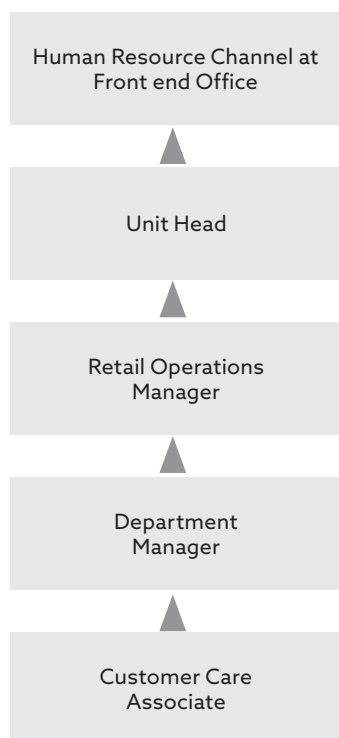 Human Resource Channel at
Front end Office
Unit Head
Retail Operations
Manager
Department
Manager
Customer Care
Associate